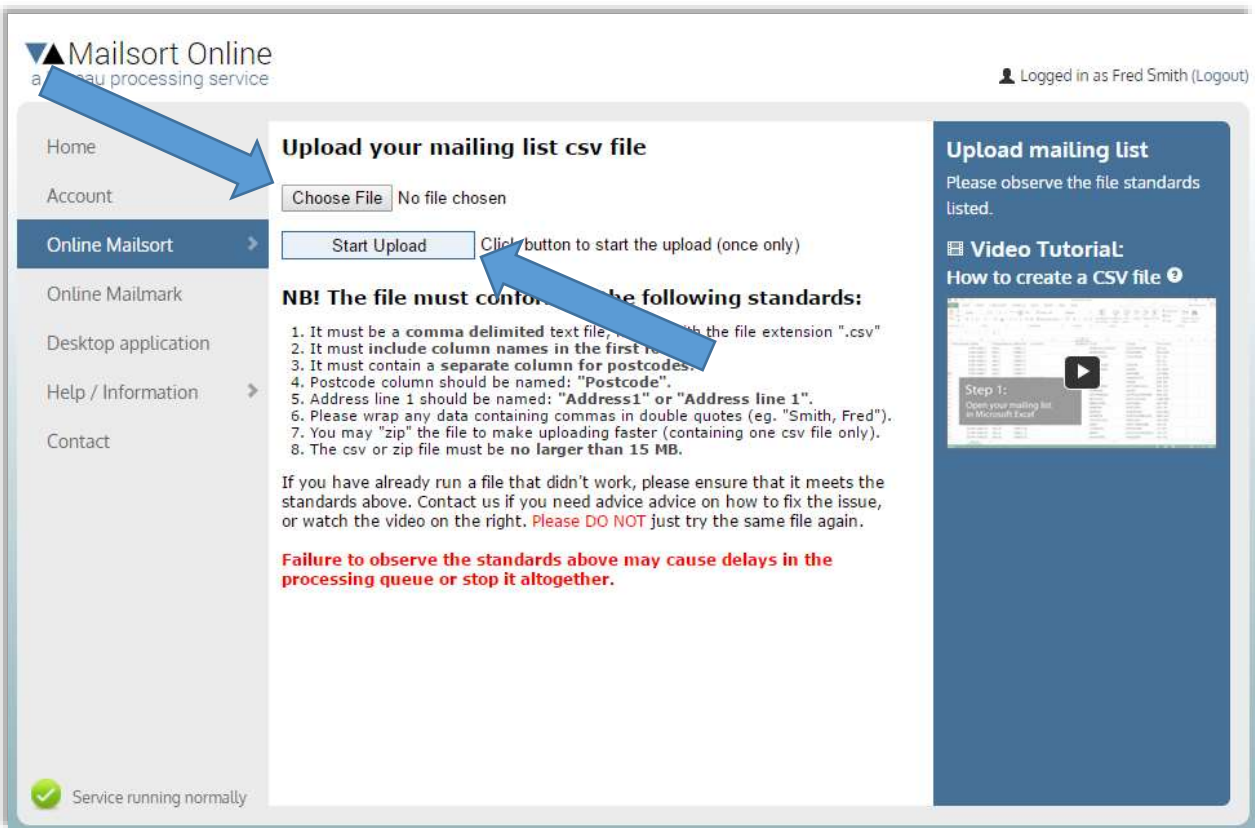 Mailsort Online
a bureau processing service
Logged in as Fred Smith (Logout)
Home
Account
Online Mailsort
Online Mailmark
Desktop application
Help / Information
Contact
Service running normally
Upload your mailing list csv file
Choose File No file chosen
Start Upload Click button to start the upload (once only)
NB! The file must conform the following standards:
1. It must be a comma delimited text file, the file extension ".csv"
2. It must include column names in the first
3. It must contain a separate column for postcodes.
4. Postcode column should be named: "Postcode".
5. Address line 1 should be named: "Address1" or "Address line 1".
6. Please wrap any data containing commas in double quotes (eg. "Smith, Fred").
7. You may "zip" the file to make uploading faster (containing one csv file only).
8. The csv or zip file must be no larger than 15 MB.
If you have already run a file that didn't work, please ensure that it meets the
standards above. Contact us if you need advice advice on how to fix the issue,
or watch the video on the right. Please DO NOT just try the same file again.
Failure to observe the standards above may cause delays in the
processing queue or stop it altogether.
Upload mailing list
Please observe the file standards
listed.
Video Tutorial:
How to create a CSV file ?
Step 1:
Open your mailing list
in Microsoft Excel